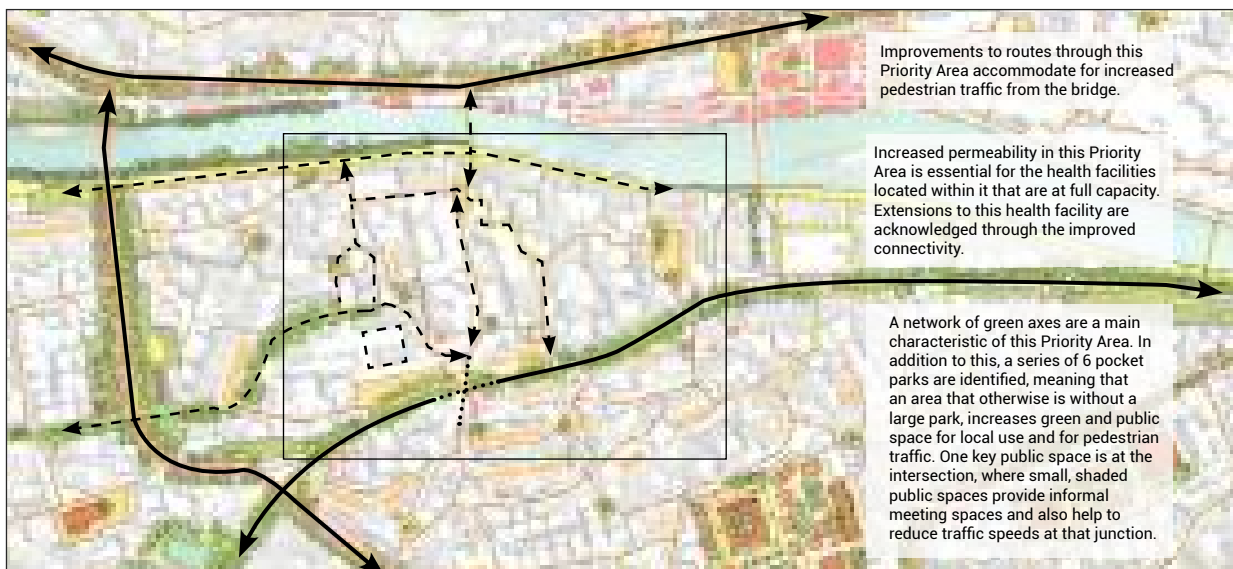 Improvements to routes through this
Priority Area accommodate for increased
pedestrian traffic from the bridge.
Increased permeability in this Priority
Area is essential for the health facilities
located within it that are at full capacity.
Extensions to this health facility are
acknowledged through the improved
connectivity.
A network of green axes are a main
characteristic of this Priority Area. In
addition to this, a series of 6 pocket
parks are identified, meaning that
an area that otherwise is without a
large park, increases green and public
space for local use and for pedestrian
traffic. One key public space is at the
intersection, where small, shaded
public spaces provide informal
meeting spaces and also help to
reduce traffic speeds at that junction.